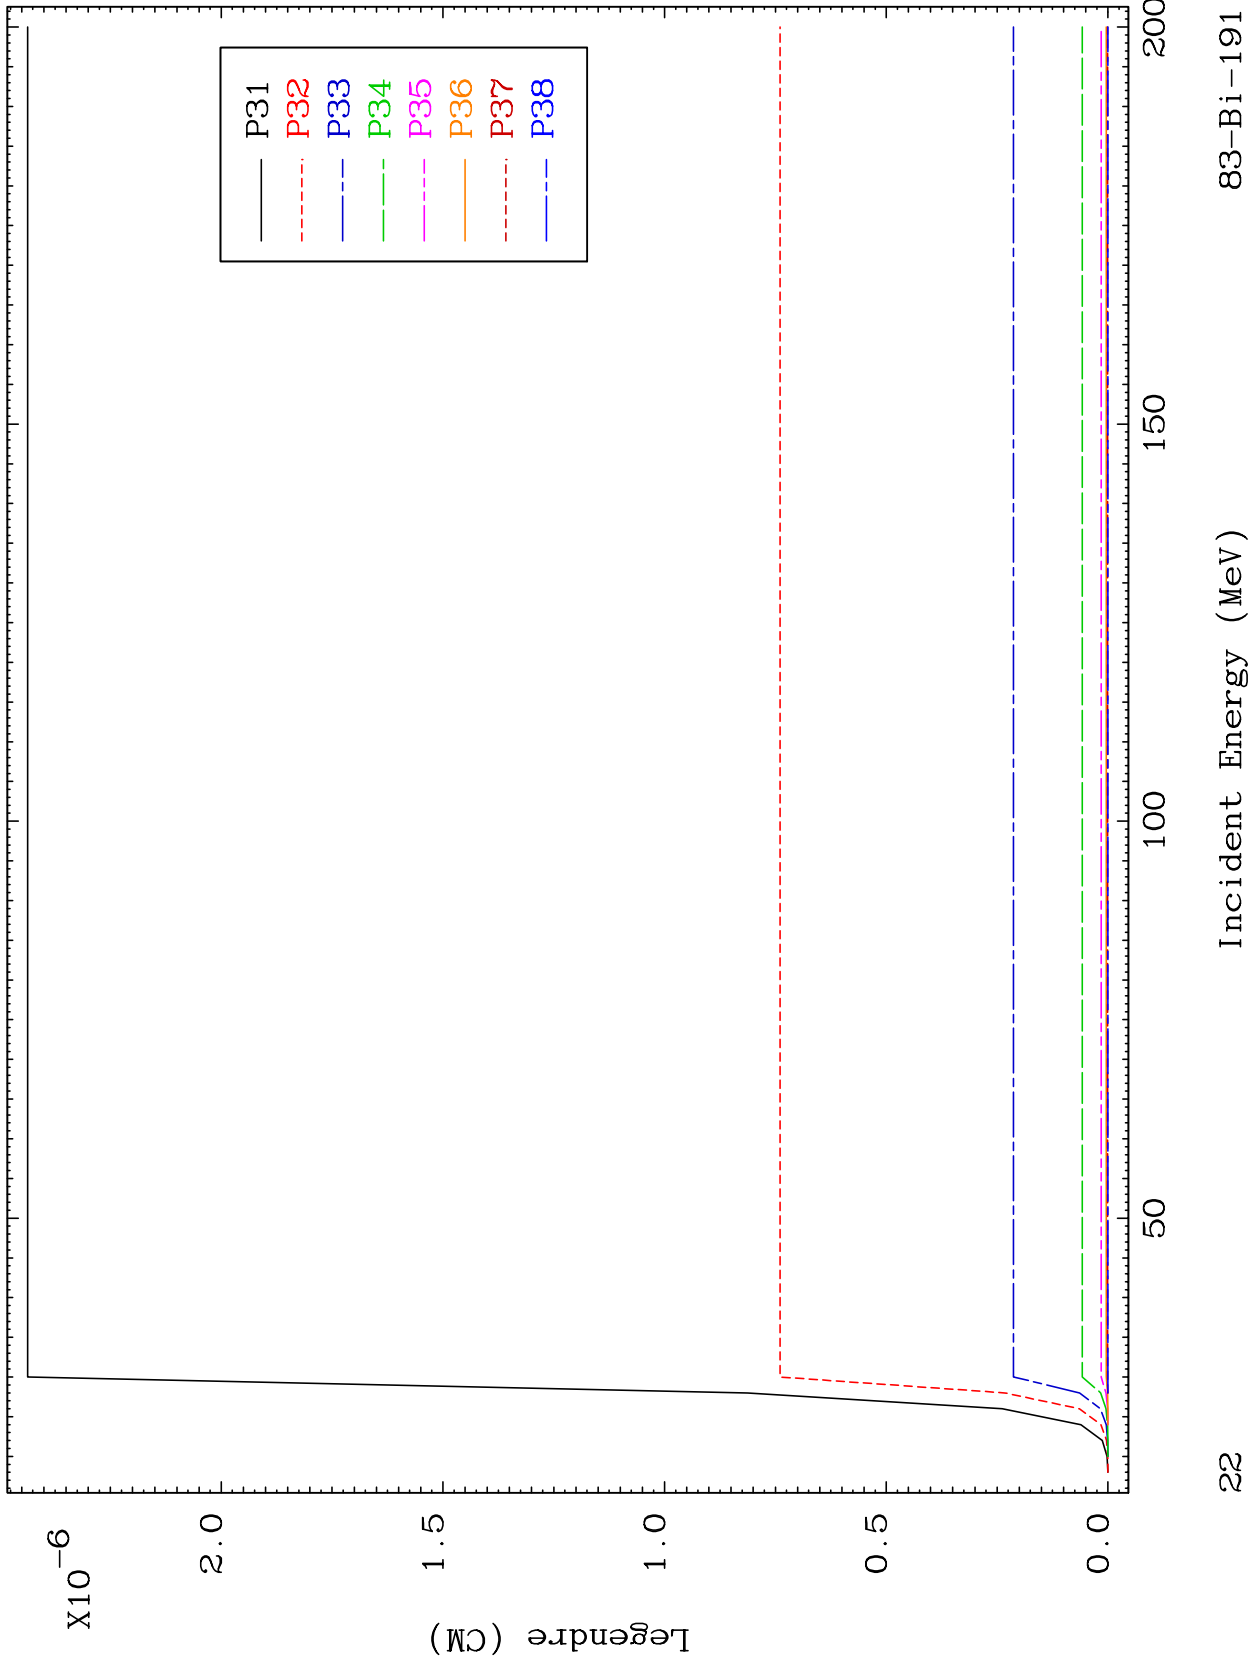 X10-6
2.0
1.5
1.0
0.5
0.0
Legendre (CM)
P31
P32
P33
P34
P35
P36
P37
P38
50
100
150
200
Incident Energy (MeV)
22
83-Bi-191